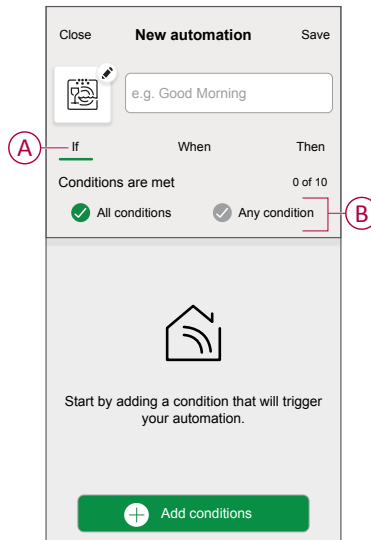 Close New automation Save
e.g. Good Morning
A If When Then
Conditions are met 0 of 10
All conditions Any condition B
Start by adding a condition that will trigger
your automation.
Add conditions